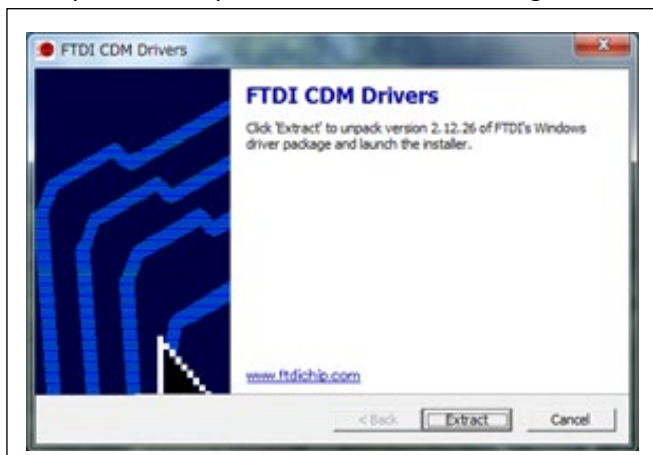 FTDI CDM Drivers
FTDI CDM Drivers
Click 'Extract' to unpack version 2.12.26 of FTDI's Windows
driver package and launch the installer.
www.ftdichip.com
< Back
Extract
Cancel